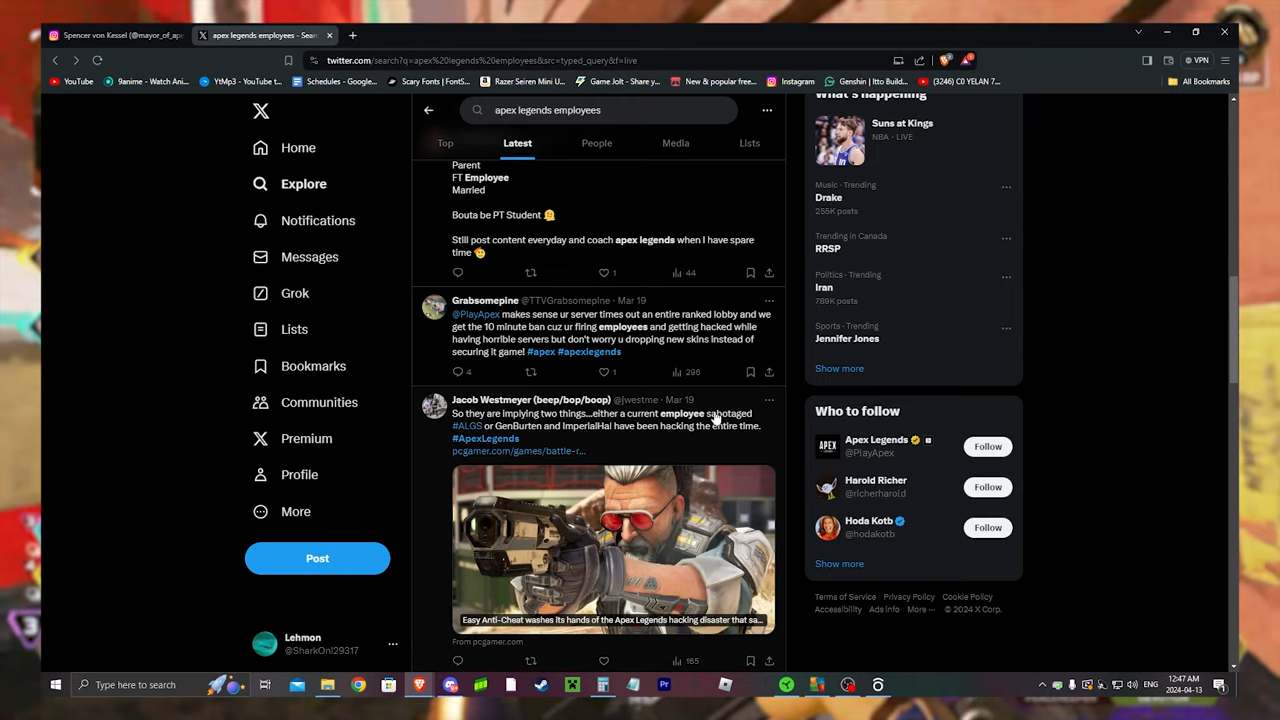 Spencer von Kessel (@mayor_of_ape
apex legends employees - Sear
twitter.com/search?q=apex%20legends%20employees&src=typed_query&f=live
VPN
YouTube
9anime - Watch Ani...
YtMp3 - YouTube t...
Schedules - Google...
Scary Fonts | FontS...
Razer Seiren Mini U...
Game Jolt - Share y...
New & popular free...
Instagram
Genshin | Itto Build...
(3246) C0 YELAN 7...
All Bookmarks
X
Home
Explore
Notifications
Messages
Grok
Lists
Bookmarks
Communities
Premium
Profile
More
Post
Lehmon
@SharkOnl29317
apex legends employees
Top
Latest
People
Media
Lists
Parent
FT Employee
Married
Bouta be PT Student
Still post content everyday and coach apex legends when I have spare
time
1
44
Grabsomepine @TTVGrabsomepine · Mar 19
@PlayApex makes sense ur server times out an entire ranked lobby and we
get the 10 minute ban cuz ur firing employees and getting hacked while
having horrible servers but don't worry u dropping new skins instead of
securing it game! #apex #apexlegends
4
1
296
Jacob Westmeyer (beep/bop/boop) @jwestme · Mar 19
So they are implying two things...either a current employee sabotaged
#ALGS or GenBurten and ImperialHal have been hacking the entire time.
#ApexLegends
pcgamer.com/games/battle-r...
Easy Anti-Cheat washes its hands of the Apex Legends hacking disaster that sa...
From pcgamer.com
165
What's happening
Suns at Kings
NBA · LIVE
Music · Trending
Drake
255K posts
Trending in Canada
RRSP
Politics · Trending
Iran
789K posts
Sports · Trending
Jennifer Jones
Show more
Who to follow
APEX
Apex Legends
@PlayApex
Follow
Harold Richer
@richerharold
Follow
Hoda Kotb
@hodakotb
Follow
Show more
Terms of Service Privacy Policy Cookie Policy
Accessibility Ads info More ··· © 2024 X Corp.
Type here to search
Pr
ENG
12:47 AM
2024-04-13
1